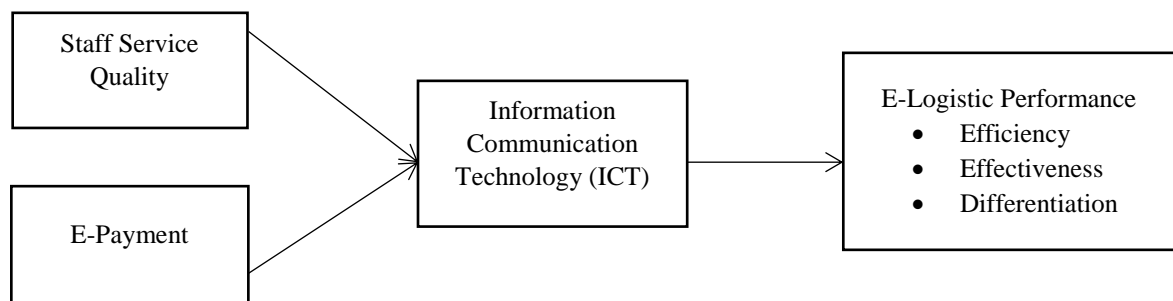 Staff Service
Quality
E-Payment
Information
Communication
Technology (ICT)
E-Logistic Performance
• Efficiency
• Effectiveness
• Differentiation